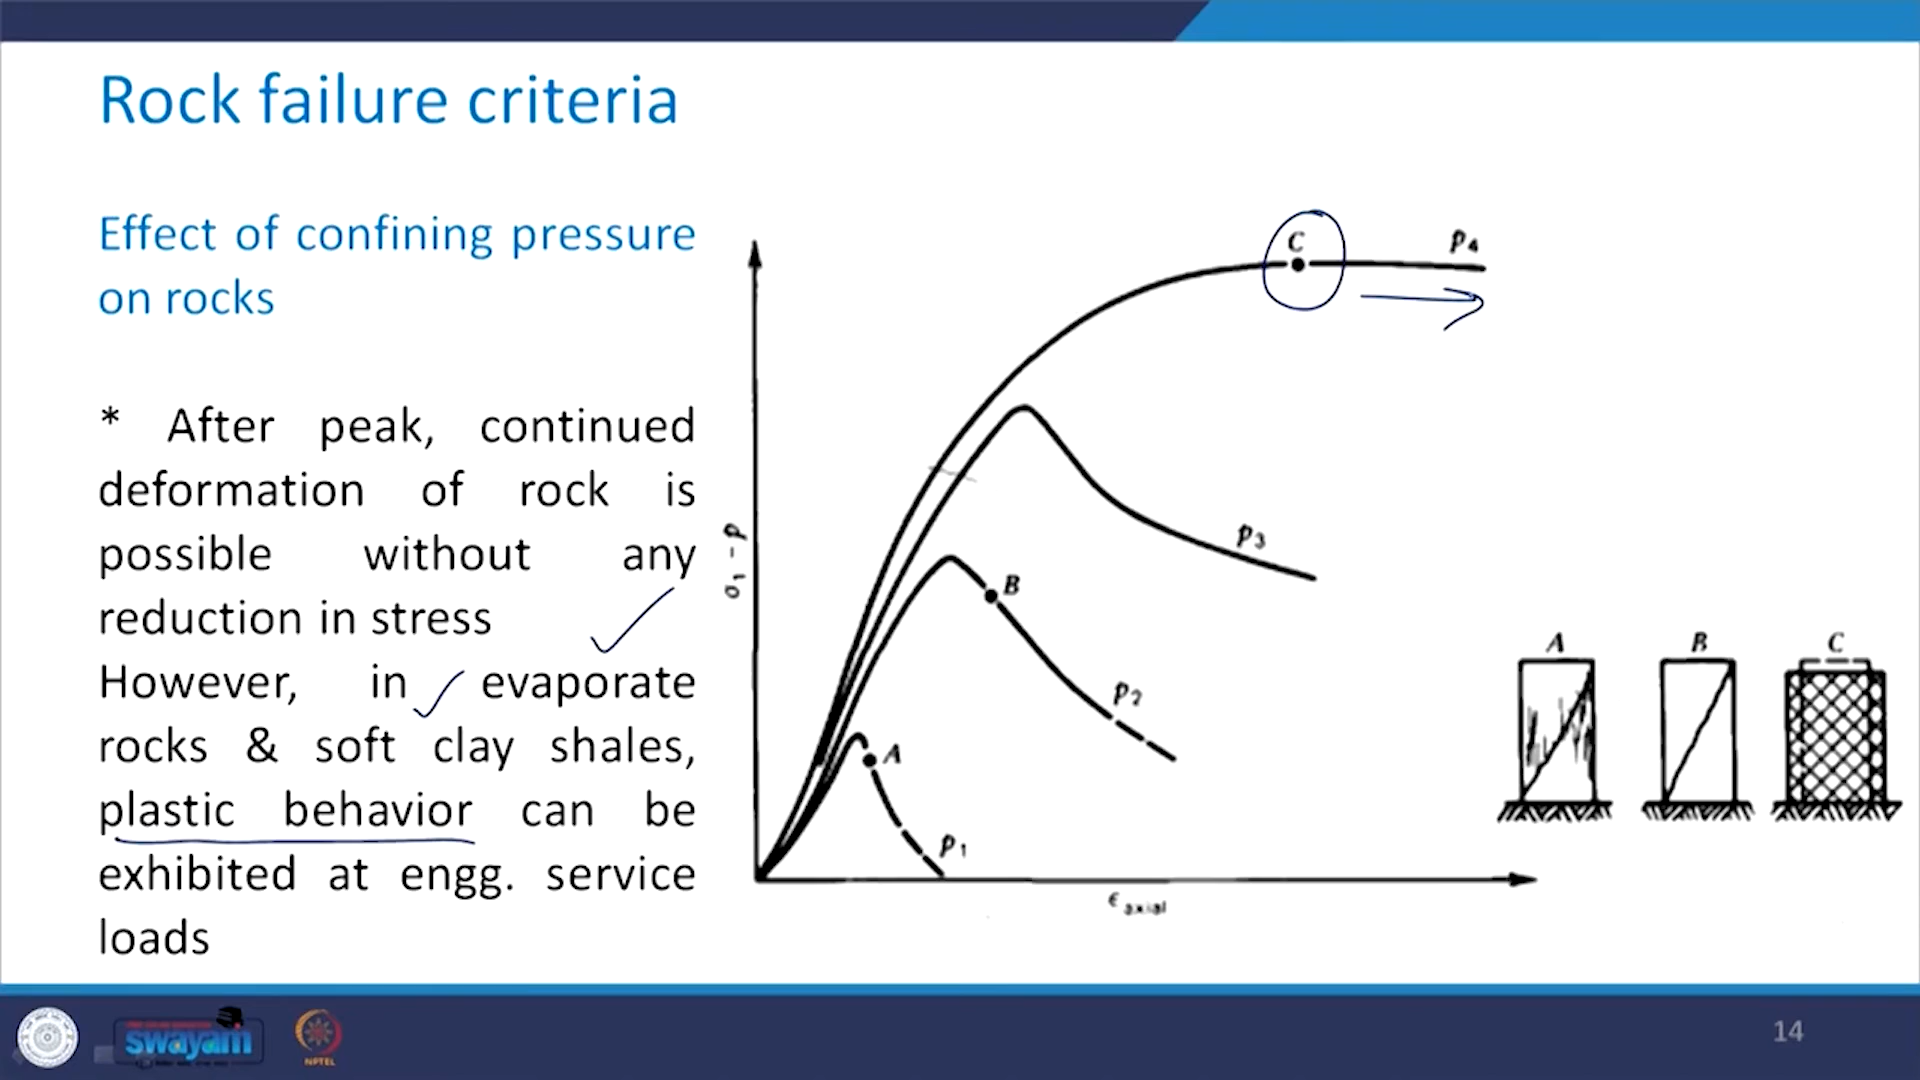 Rock failure criteria
Effect of confining pressure
on rocks
* After peak, continued
deformation of rock is
possible without any
reduction in stress
However, in evaporate
rocks & soft clay shales,
plastic behavior can be
exhibited at engg. service
loads
C
p₄
p₃
B
p₂
A
p₁
σ₁ - p
ϵ axial
A B C
swayam
NPTEL
14